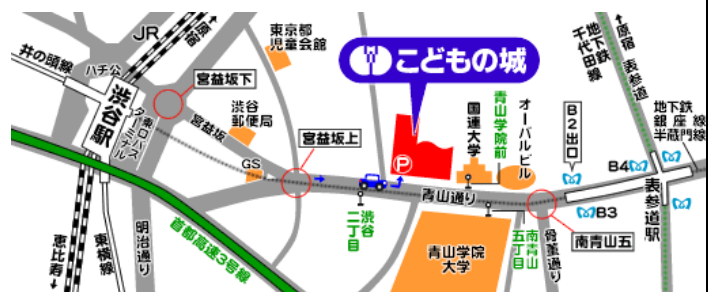 JR
↑原宿
井の頭線
ハチ公
渋谷駅
東口バス
ターミナル
宮益坂下
宮益坂
渋谷
郵便局
東京都
児童会館
こどもの城
宮益坂上
GS
P
青山通り
渋谷
二丁目
国連大学
青山学院前
オーバルビル
B2出口
↑原宿
表参道
地下鉄
千代田線
地下鉄
銀座線
半蔵門線
B4
B3
表参道駅
青山学院
大学
南青山
五丁目
骨董通り
南青山五
首都高速3号線
明治通り
東横線
恵比寿↓